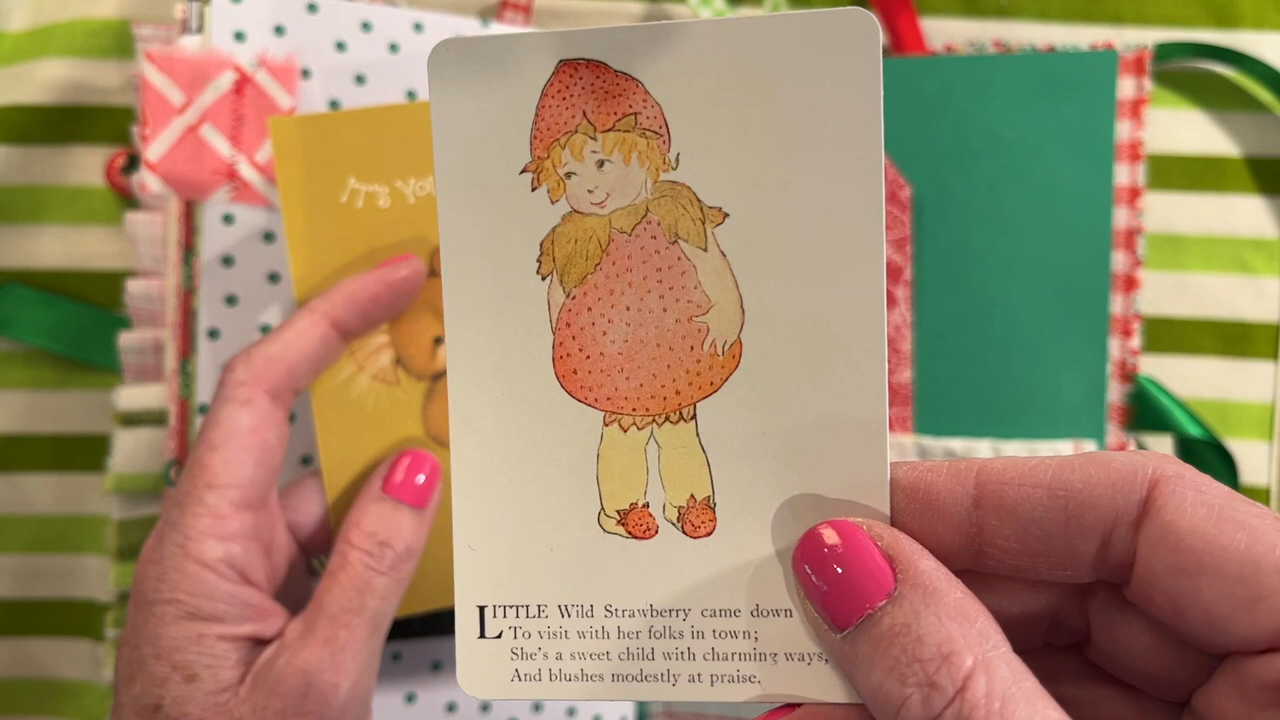 LITTLE Wild Strawberry came down
To visit with her folks in town;
She's a sweet child with charming ways,
And blushes modestly at praise.